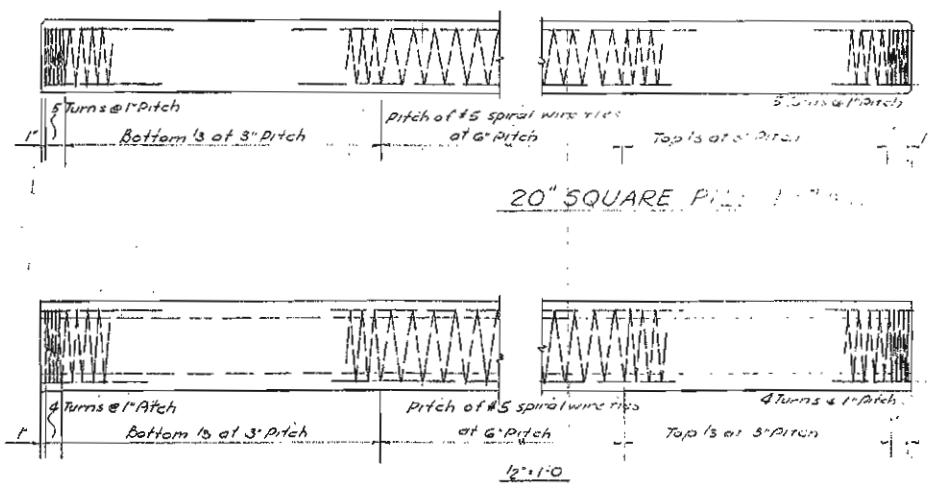 5 Turns @ 1" Pitch
Pitch of #5 spiral wire ties
5 Turns @ 1" Pitch
1"
Bottom 1/3 at 3" Pitch
at 6" Pitch
Top 1/3 at 3" Pitch
20" SQUARE
4 Turns @ 1" Pitch
Pitch of #5 spiral wire ties
4 Turns @ 1" Pitch
1"
Bottom 1/3 at 3" Pitch
at 6" Pitch
Top 1/3 at 3" Pitch
1/2"=1'-0